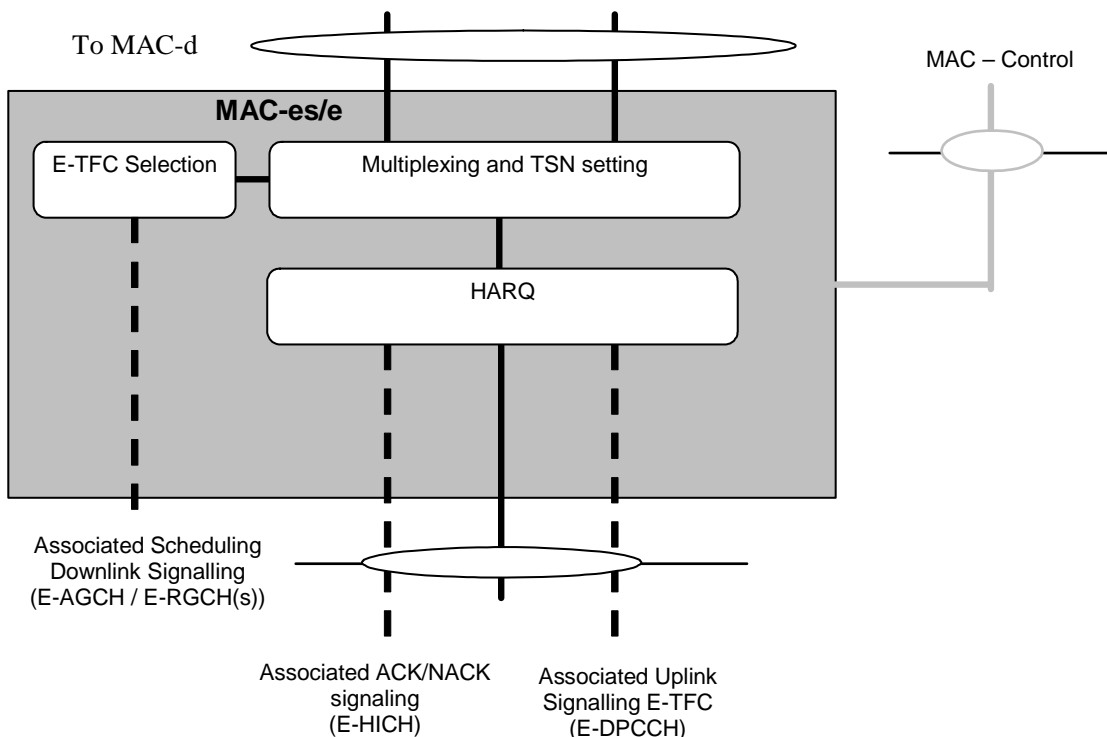 To MAC-d
MAC – Control
MAC-es/e
E-TFC Selection
Multiplexing and TSN setting
HARQ
Associated Scheduling
Downlink Signalling
(E-AGCH / E-RGCH(s))
Associated ACK/NACK
signaling
(E-HICH)
Associated Uplink
Signalling E-TFC
(E-DPCCH)